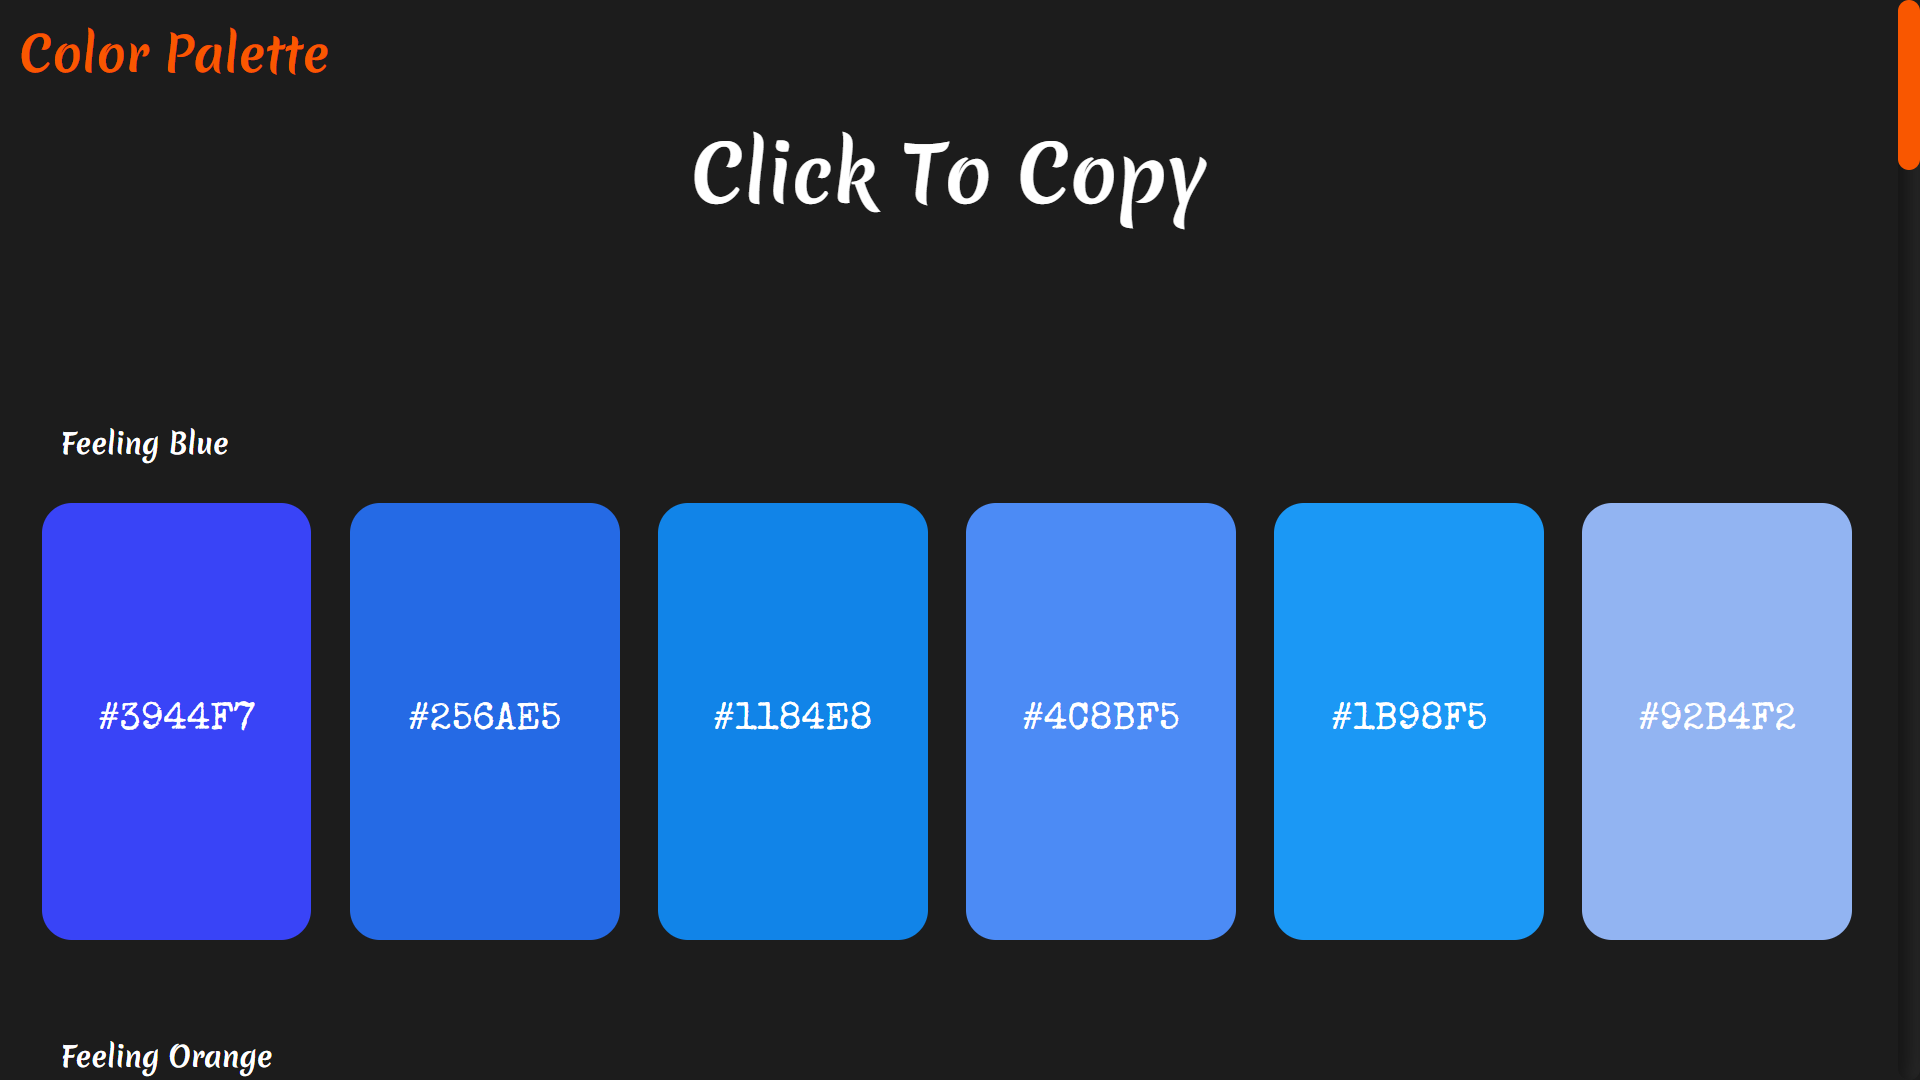 Color Palette
Click To Copy
Feeling Blue
#3944F7 #256AE5 #1184E8 #4C8BF5 #1B98F5 #92B4F2
Feeling Orange